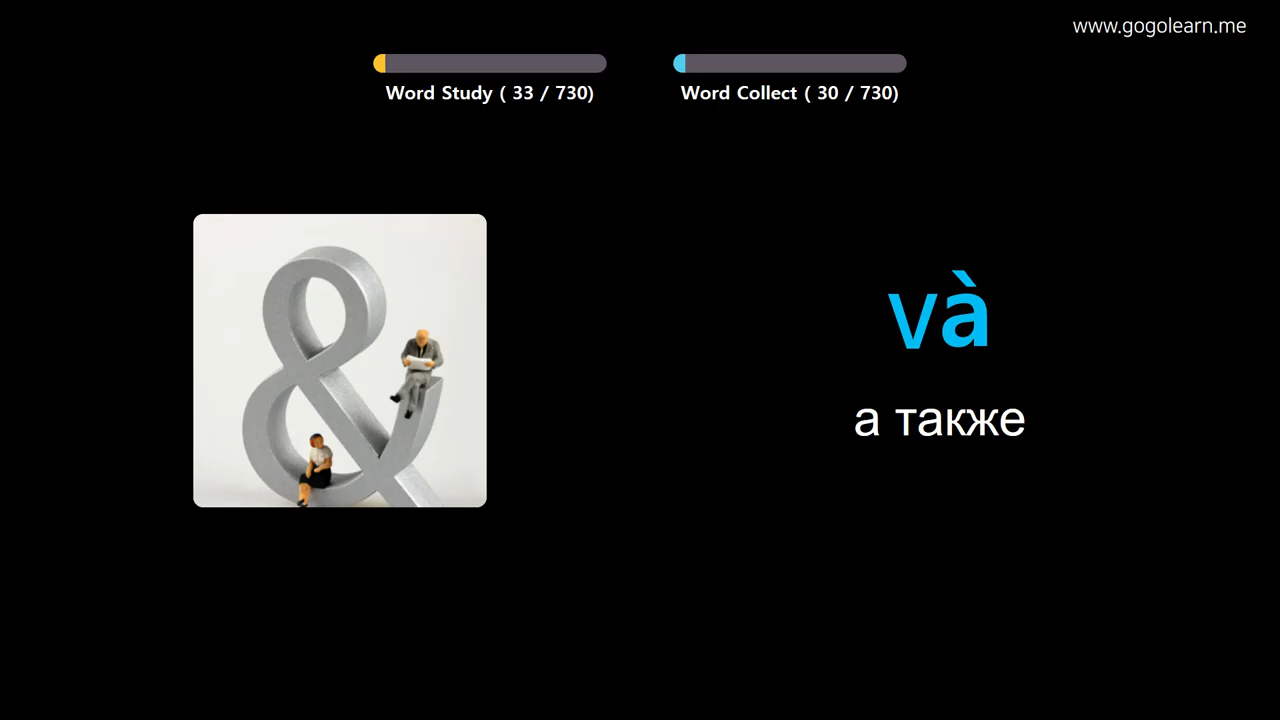 www.gogolearn.me
Word Study ( 33 / 730)
Word Collect ( 30 / 730)
&
và
а также